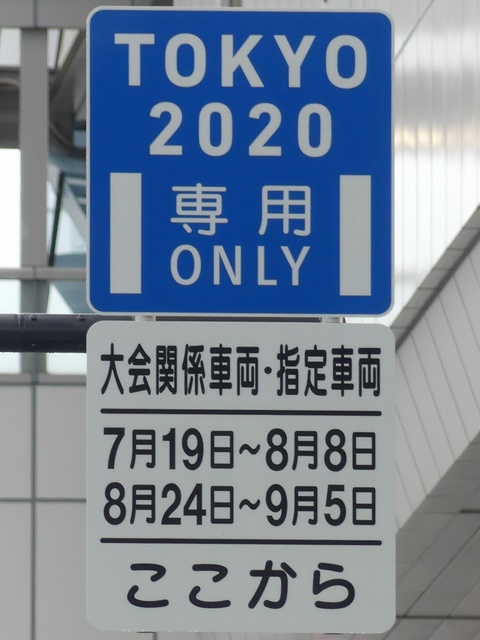 TOKYO
2020
専用
ONLY
大会関係車両・指定車両
7月19日～8月8日
8月24日～9月5日
ここから